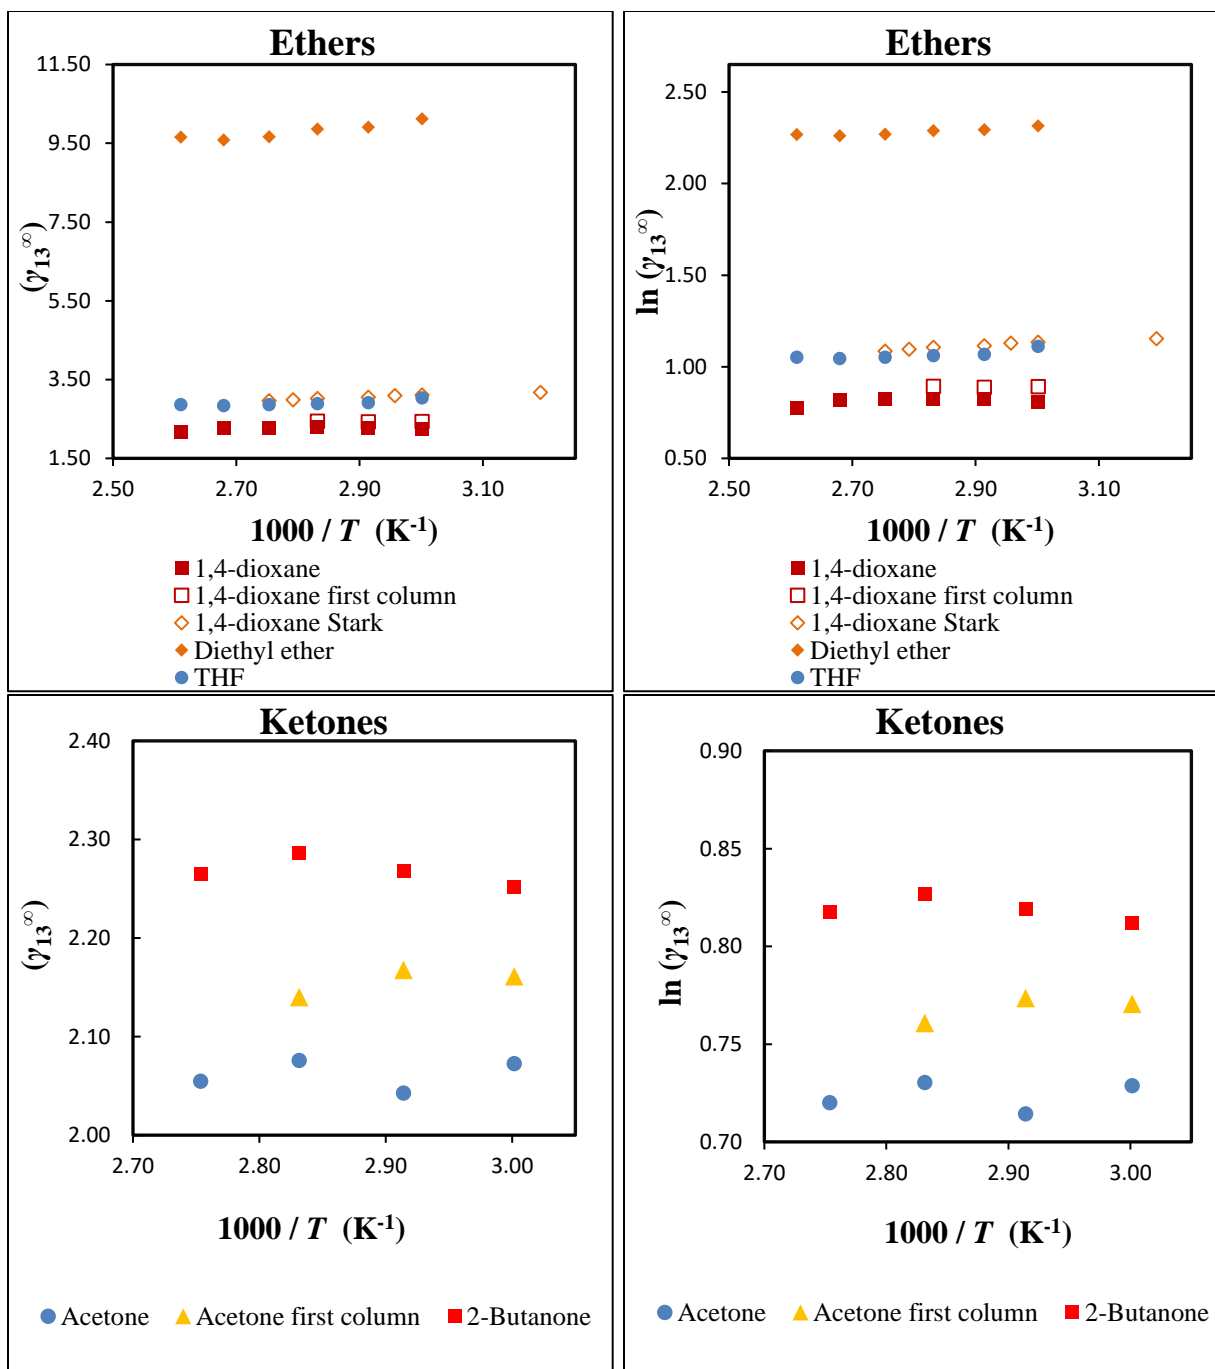 Ethers
11.50
9.50
7.50
5.50
3.50
1.50
2.50 2.70 2.90 3.10
(γ₁₃^∞)
1000 / T (K⁻¹)
1,4-dioxane
1,4-dioxane first column
1,4-dioxane Stark
Diethyl ether
THF
Ethers
2.50
2.00
1.50
1.00
0.50
2.50 2.70 2.90 3.10
ln (γ₁₃^∞)
1000 / T (K⁻¹)
1,4-dioxane
1,4-dioxane first column
1,4-dioxane Stark
Diethyl ether
THF
Ketones
2.40
2.30
2.20
2.10
2.00
2.70 2.80 2.90 3.00
(γ₁₃^∞)
1000 / T (K⁻¹)
Acetone Acetone first column 2-Butanone
Ketones
0.90
0.85
0.80
0.75
0.70
2.70 2.80 2.90 3.00
ln (γ₁₃^∞)
1000 / T (K⁻¹)
Acetone Acetone first column 2-Butanone